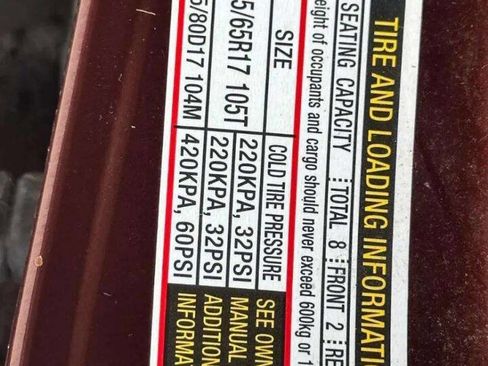 TIRE AND LOADING INFORMATI
SEATING CAPACITY TOTAL 8 FRONT 2 RE
eight of occupants and cargo should never exceed 600kg or 1
SIZE COLD TIRE PRESSURE SEE OWN
5/65R17 105T 220KPA, 32PSI MANUAL
220KPA, 32PSI ADDITION
5/80D17 104M 420KPA, 60PSI INFORMA